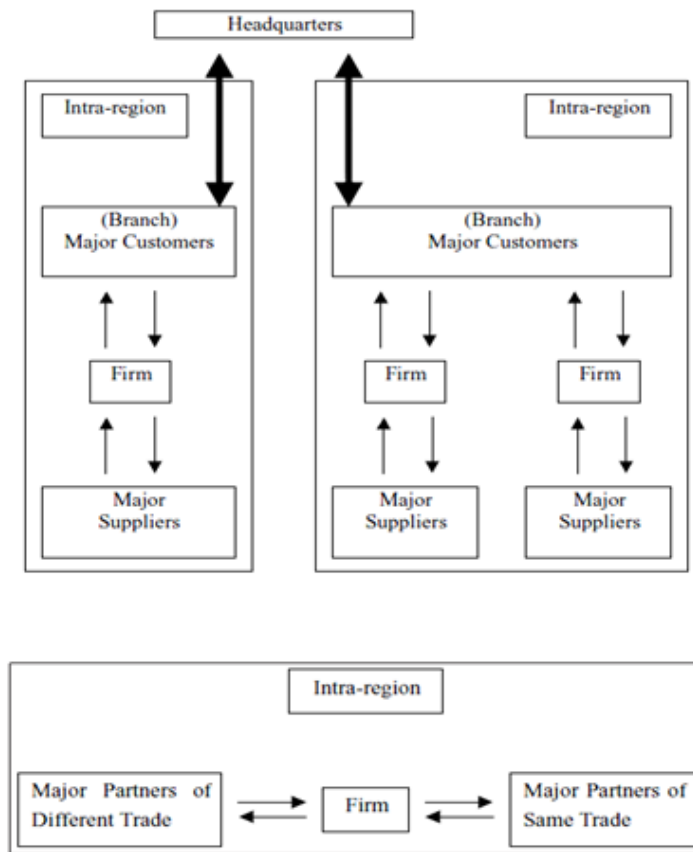 Headquarters
Intra-region
Intra-region
(Branch)
Major Customers
(Branch)
Major Customers
Firm
Firm
Firm
Major
Suppliers
Major
Suppliers
Major
Suppliers
Intra-region
Major Partners of
Different Trade
Firm
Major Partners of
Same Trade